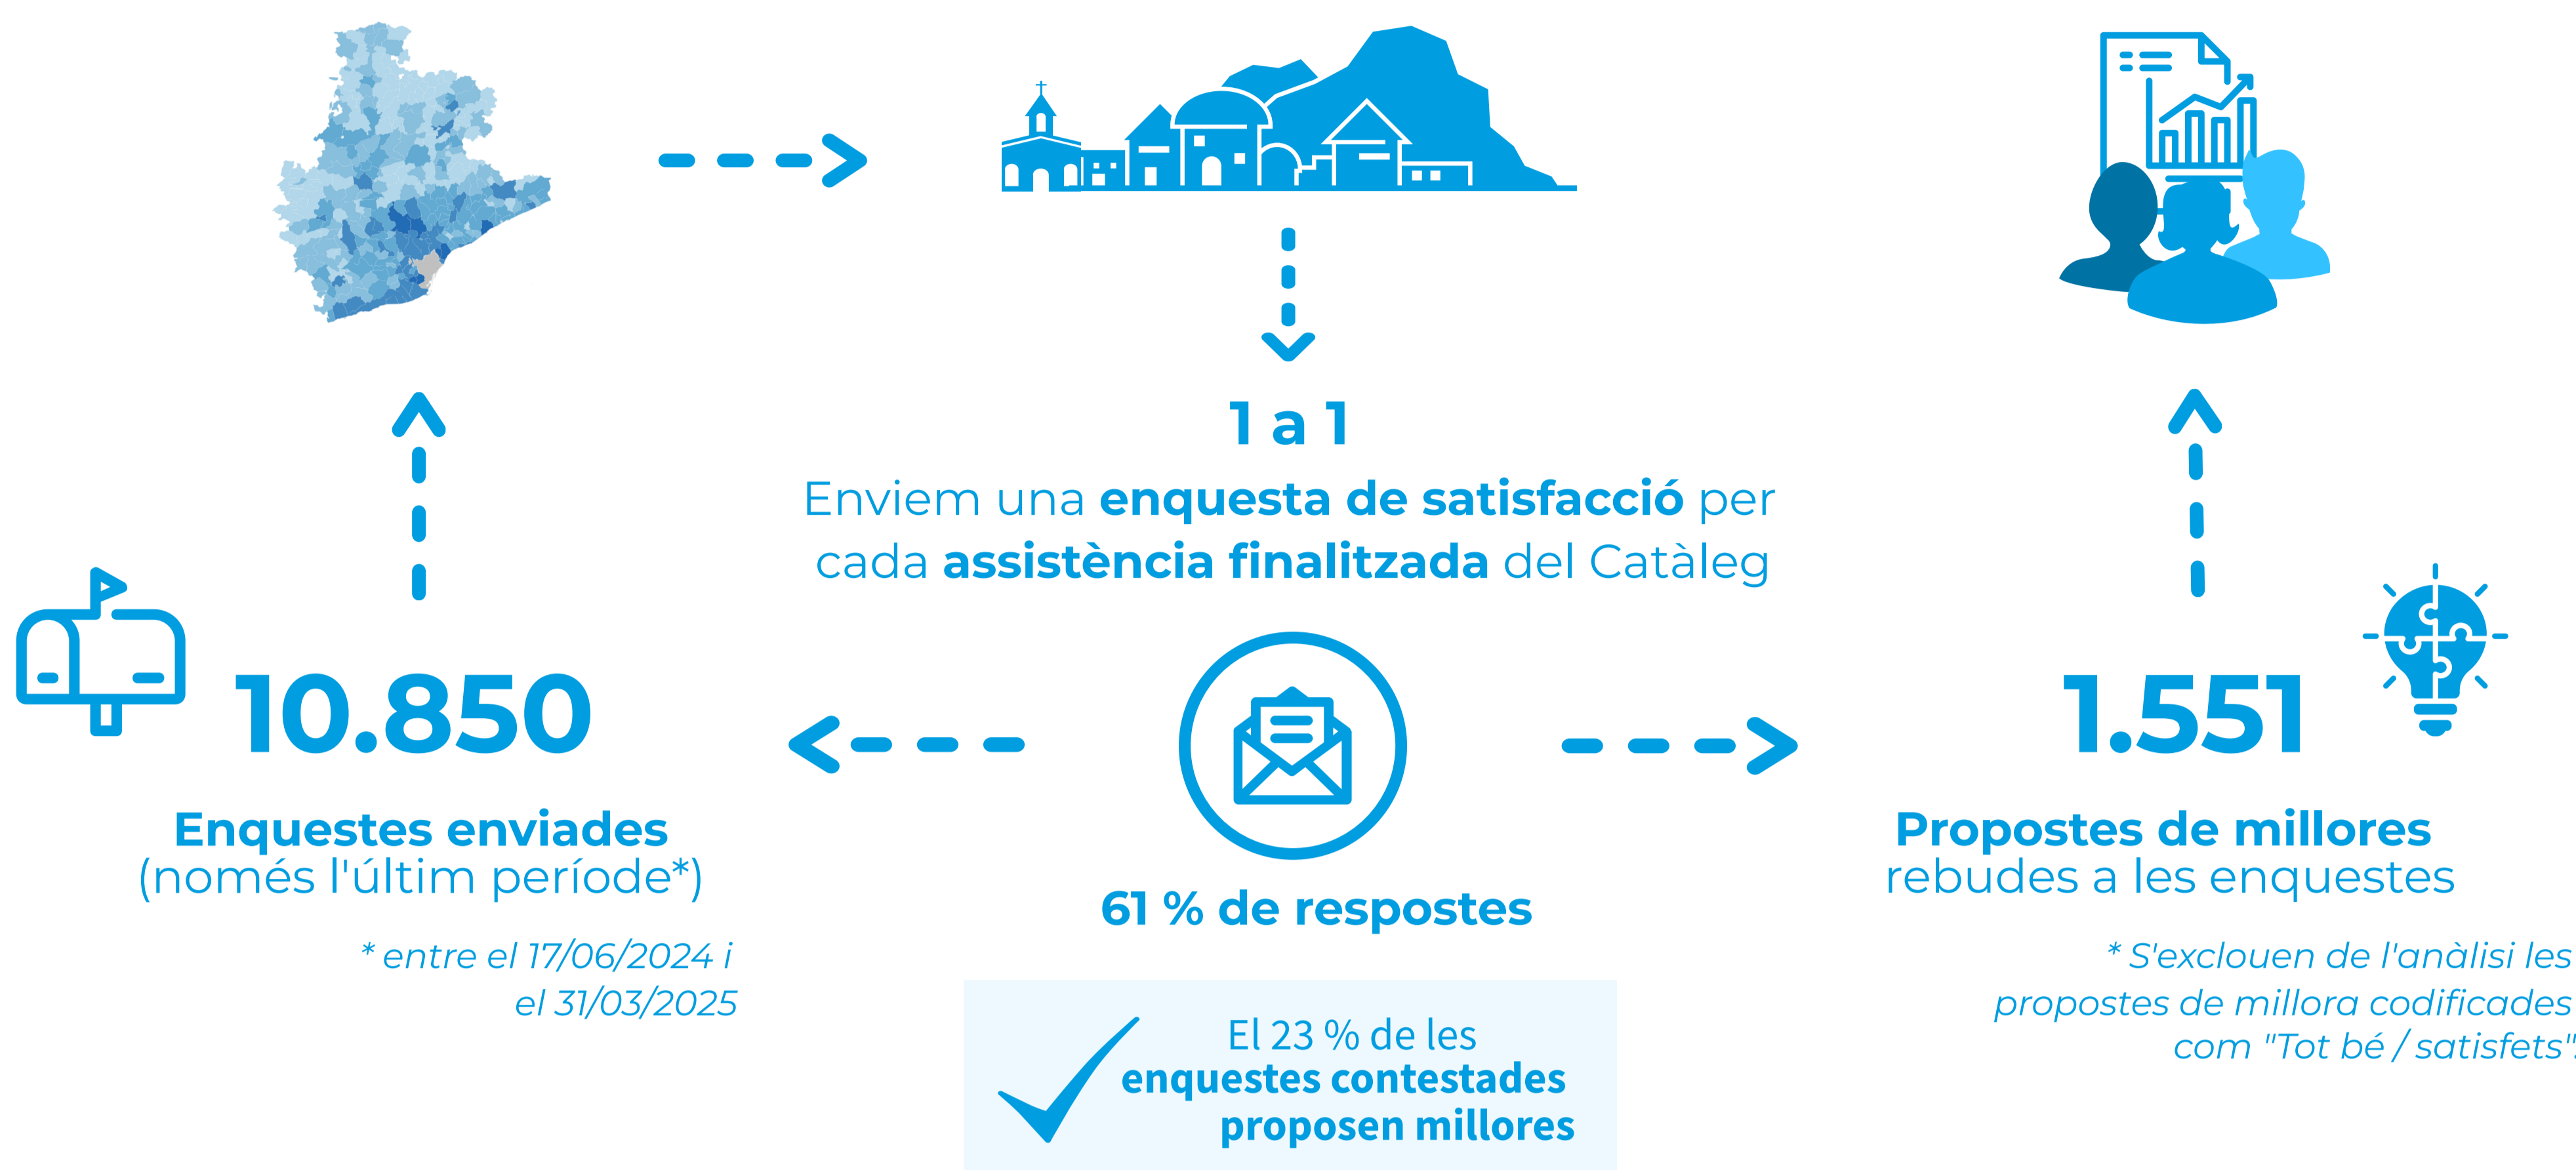 1 a 1
Enviem una enquesta de satisfacció per
cada assistència finalitzada del Catàleg
10.850
Enquestes enviades
(només l'últim període*)
* entre el 17/06/2024 i
el 31/03/2025
61 % de respostes
El 23 % de les
enquestes contestades
proposen millores
1.551
Propostes de millores
rebudes a les enquestes
* S'exclouen de l'anàlisi les
propostes de millora codificades
com "Tot bé / satisfets".